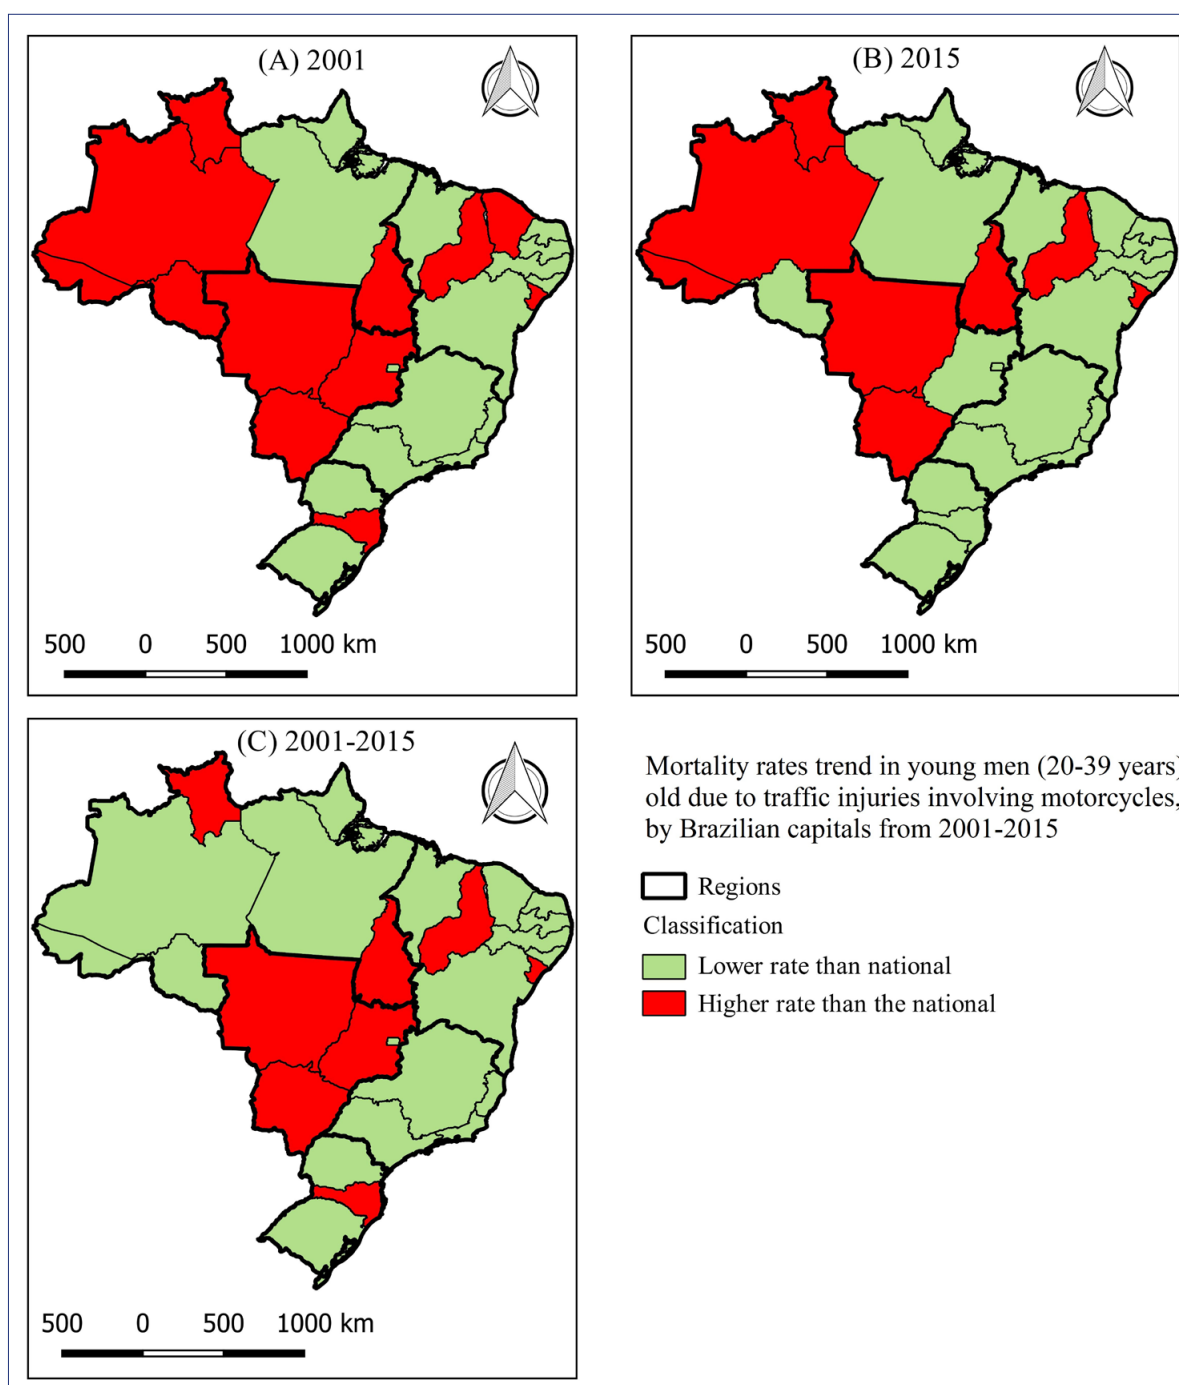 (A) 2001
500 0 500 1000 km
(B) 2015
500 0 500 1000 km
(C) 2001-2015
500 0 500 1000 km
Mortality rates trend in young men (20-39 years)
old due to traffic injuries involving motorcycles,
by Brazilian capitals from 2001-2015
Regions
Classification
Lower rate than national
Higher rate than the national